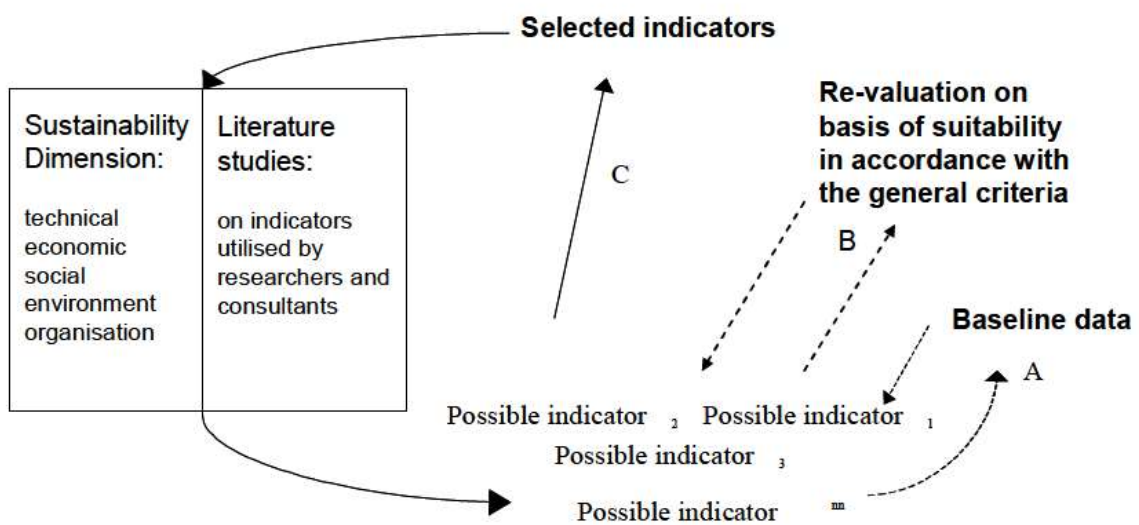 Selected indicators
Sustainability
Dimension:
technical
economic
social
environment
organisation
Literature
studies:
on indicators
utilised by
researchers and
consultants
C
Re-valuation on
basis of suitability
in accordance with
the general criteria
B
Baseline data
A
Possible indicator 2 Possible indicator 1
Possible indicator 3
Possible indicator nn